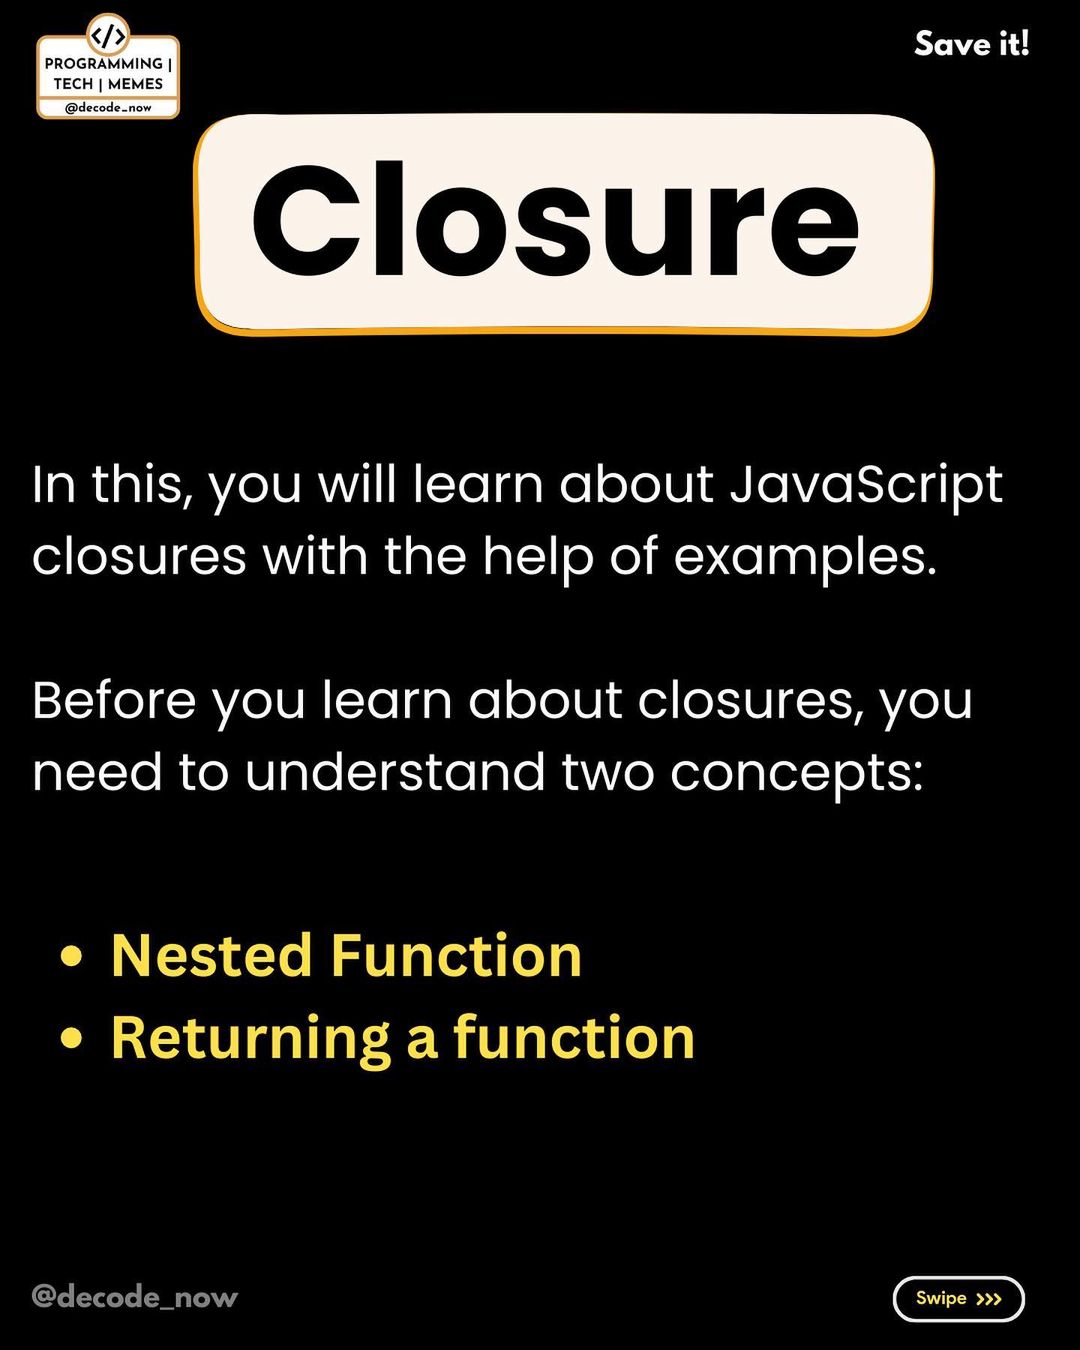 </>
PROGRAMMING |
TECH | MEMES
@decode_now
Save it!
Closure
In this, you will learn about JavaScript
closures with the help of examples.
Before you learn about closures, you
need to understand two concepts:
• Nested Function
• Returning a function
@decode_now
Swipe >>>